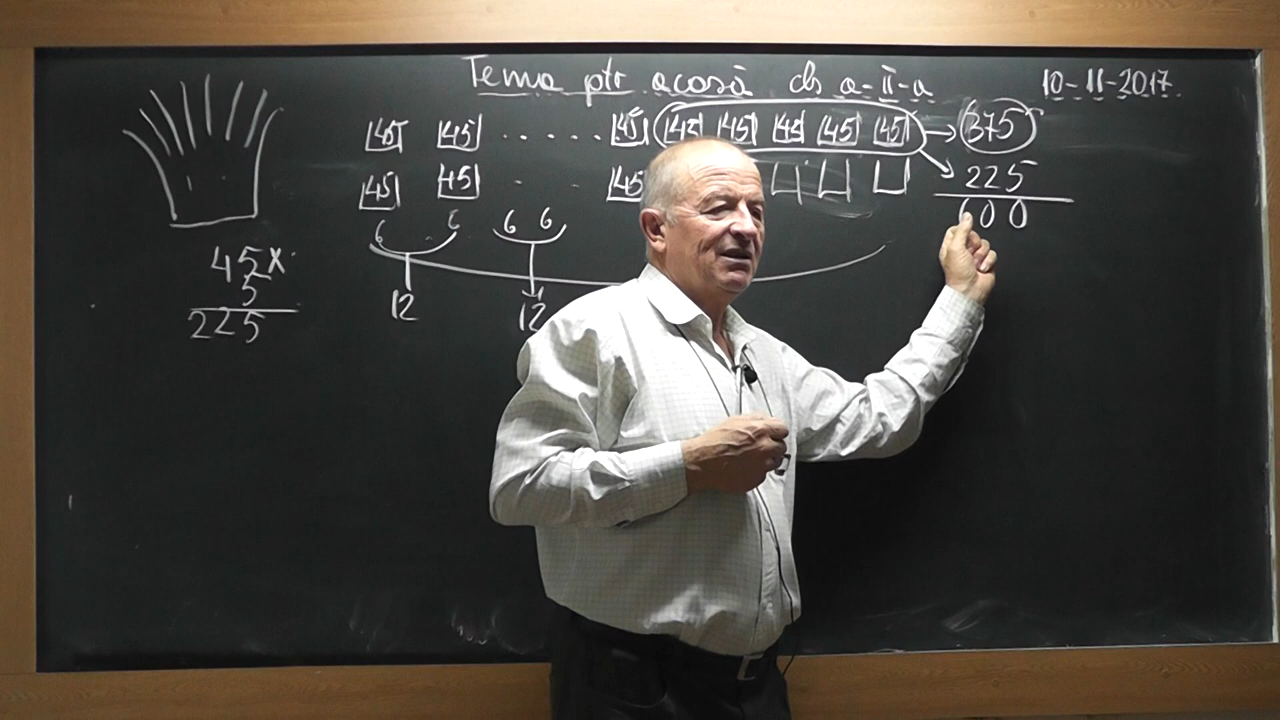 Tema ptr acasă cls a-II-a 10-11-2017
45 45 ..... 45 45 45 45 45 45 → 375
45 45 . . 45 225
600
6 6 6 6
12 12
45 x
5
225